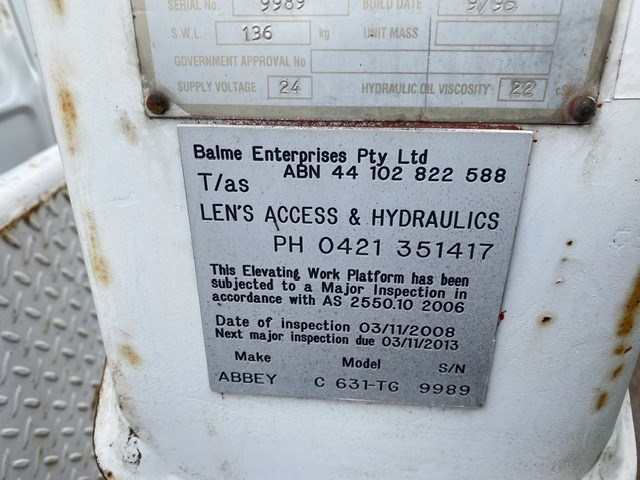 SERIAL No. 9989 BUILD DATE 9/96
S.W.L. 136 kg UNIT MASS
GOVERNMENT APPROVAL No
SUPPLY VOLTAGE 24 HYDRAULIC OIL VISCOSITY 22 cSt
Balme Enterprises Pty Ltd
ABN 44 102 822 588
T/as
LEN'S ACCESS & HYDRAULICS
PH 0421 351417
This Elevating Work Platform has been
subjected to a Major Inspection in
accordance with AS 2550.10 2006
Date of inspection 03/11/2008
Next major inspection due 03/11/2013
Make Model S/N
ABBEY C 631-TG 9989